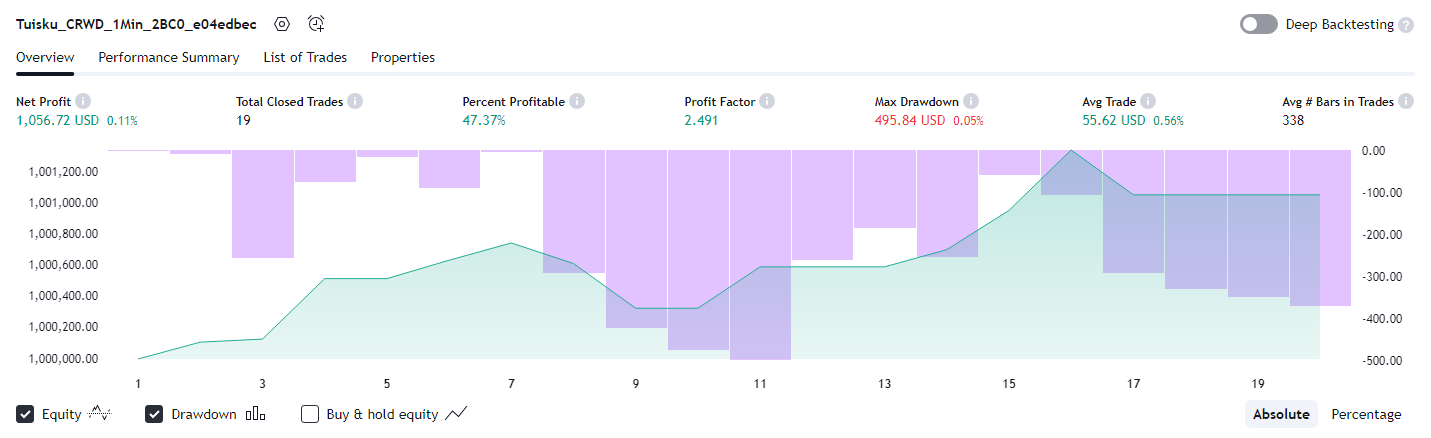 Tuisku_CRWD_1Min_2BC0_e04edbec Deep Backtesting ?
Overview Performance Summary List of Trades Properties
Net Profit i Total Closed Trades i Percent Profitable i Profit Factor i Max Drawdown i Avg Trade i Avg # Bars in Trades i
1,056.72 USD 0.11% 19 47.37% 2.491 495.84 USD 0.05% 55.62 USD 0.56% 338
0.00
1,001,200.00
-100.00
1,001,000.00
1,000,800.00 -200.00
1,000,600.00
-300.00
1,000,400.00
-400.00
1,000,200.00
1,000,000.00 -500.00
1 3 5 7 9 11 13 15 17 19
Equity Drawdown Buy & hold equity Absolute Percentage